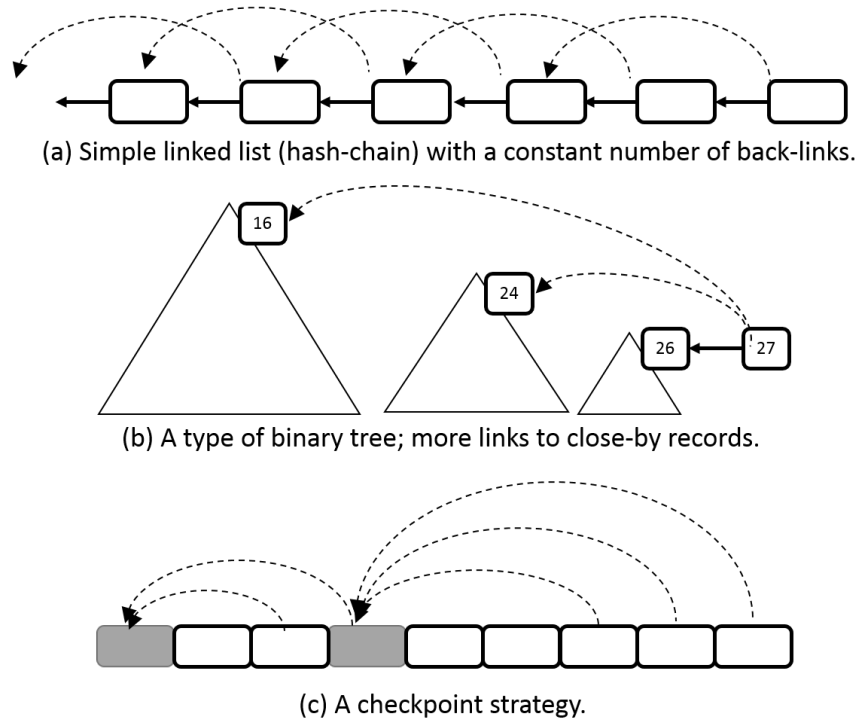 (a) Simple linked list (hash-chain) with a constant number of back-links.
16
24
26
27
(b) A type of binary tree; more links to close-by records.
(c) A checkpoint strategy.